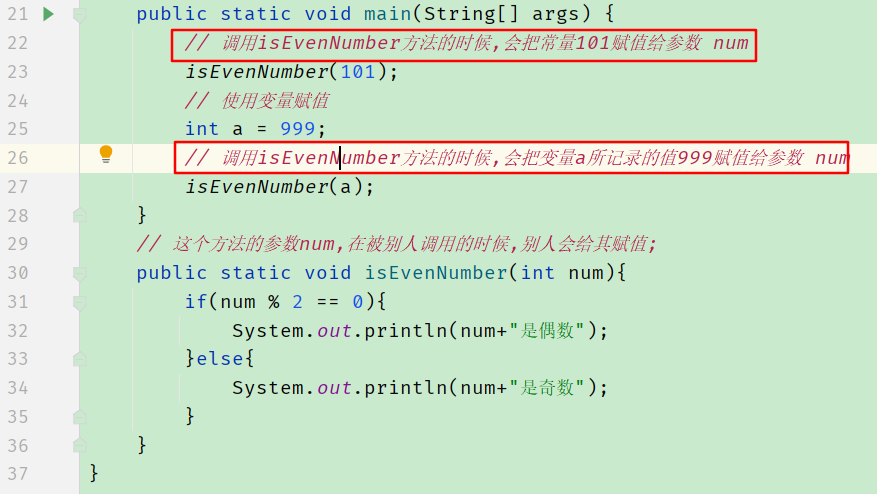 21 public static void main(String[] args) {
22 // 调用isEvenNumber方法的时候,会把常量101赋值给参数 num
23 isEvenNumber(101);
24 // 使用变量赋值
25 int a = 999;
26 // 调用isEvenNumber方法的时候,会把变量a所记录的值999赋值给参数 num
27 isEvenNumber(a);
28 }
29 // 这个方法的参数num,在被别人调用的时候,别人会给其赋值;
30 public static void isEvenNumber(int num){
31 if(num % 2 == 0){
32 System.out.println(num+"是偶数");
33 }else{
34 System.out.println(num+"是奇数");
35 }
36 }
37 }